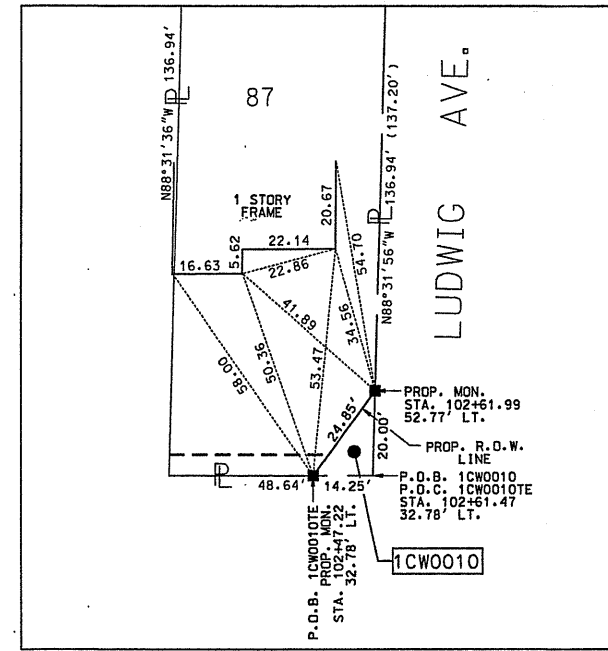 N88°31'36"W 136.94'
PL
87
1 STORY
FRAME
20.67
22.14
5.62
22.86
16.63
54.70
41.89
34.56
58.00
50.36
53.47
24.85'
20.00'
48.64'
14.25'
PL
PL
N88°31'56"W 136.94' (137.20')
LUDWIG AVE.
PROP. MON.
STA. 102+61.99
52.77' LT.
PROP. R.O.W.
LINE
P.O.B. 1CW0010
P.O.C. 1CW0010TE
STA. 102+61.47
32.78' LT.
1CW0010
P.O.B. 1CW0010TE
PROP. MON.
STA. 102+47.22
32.78' LT.